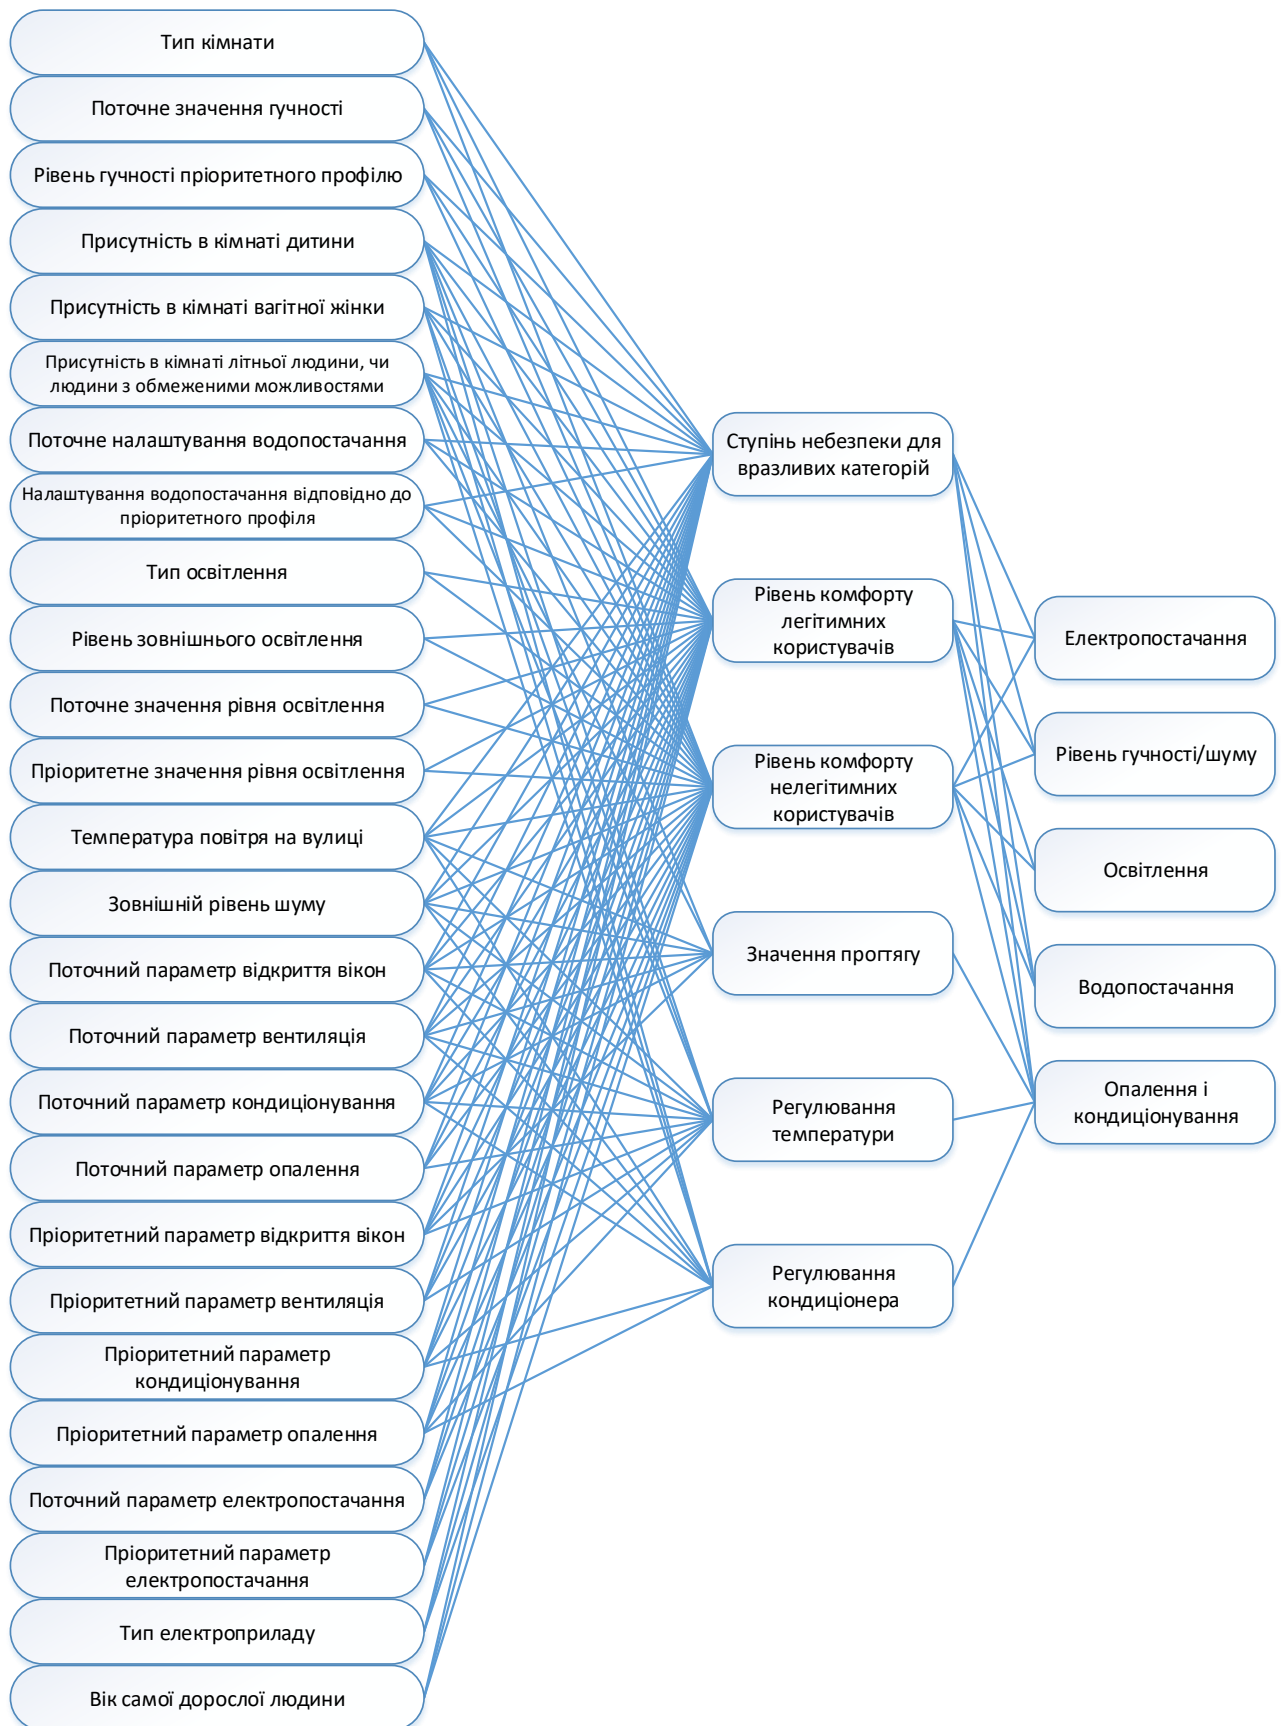 Тип кімнати
Поточне значення гучності
Рівень гучності пріоритетного профілю
Присутність в кімнаті дитини
Присутність в кімнаті вагітної жінки
Присутність в кімнаті літньої людини, чи
людини з обмеженими можливостями
Поточне налаштування водопостачання
Налаштування водопостачання відповідно до
пріоритетного профіля
Тип освітлення
Рівень зовнішнього освітлення
Поточне значення рівня освітлення
Пріоритетне значення рівня освітлення
Температура повітря на вулиці
Зовнішній рівень шуму
Поточний параметр відкриття вікон
Поточний параметр вентиляція
Поточний параметр кондиціонування
Поточний параметр опалення
Пріоритетний параметр відкриття вікон
Пріоритетний параметр вентиляція
Пріоритетний параметр
кондиціонування
Пріоритетний параметр опалення
Поточний параметр електропостачання
Пріоритетний параметр
електропостачання
Тип електроприладу
Вік самої дорослої людини
Ступінь небезпеки для
вразливих категорій
Рівень комфорту
легітимних
користувачів
Рівень комфорту
нелегітимних
користувачів
Значення протягу
Регулювання
температури
Регулювання
кондиціонера
Електропостачання
Рівень гучності/шуму
Освітлення
Водопостачання
Опалення і
кондиціонування